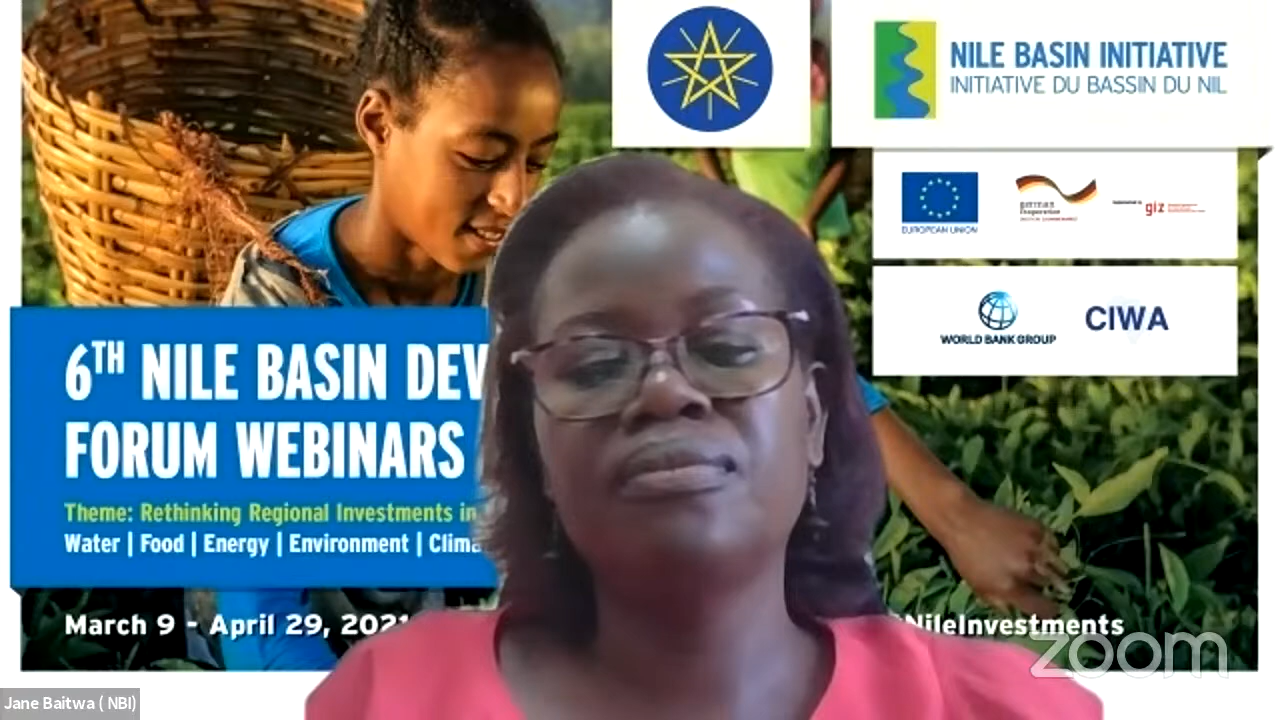 NILE BASIN INITIATIVE
INITIATIVE DU BASSIN DU NIL
EUROPEAN UNION
german
cooperation
giz
WORLD BANK GROUP
CIWA
6TH NILE BASIN DEV
FORUM WEBINARS
Theme: Rethinking Regional Investments in
Water | Food | Energy | Environment | Clima
March 9 - April 29, 2021
NileInvestments
zoom
Jane Baitwa ( NBI)